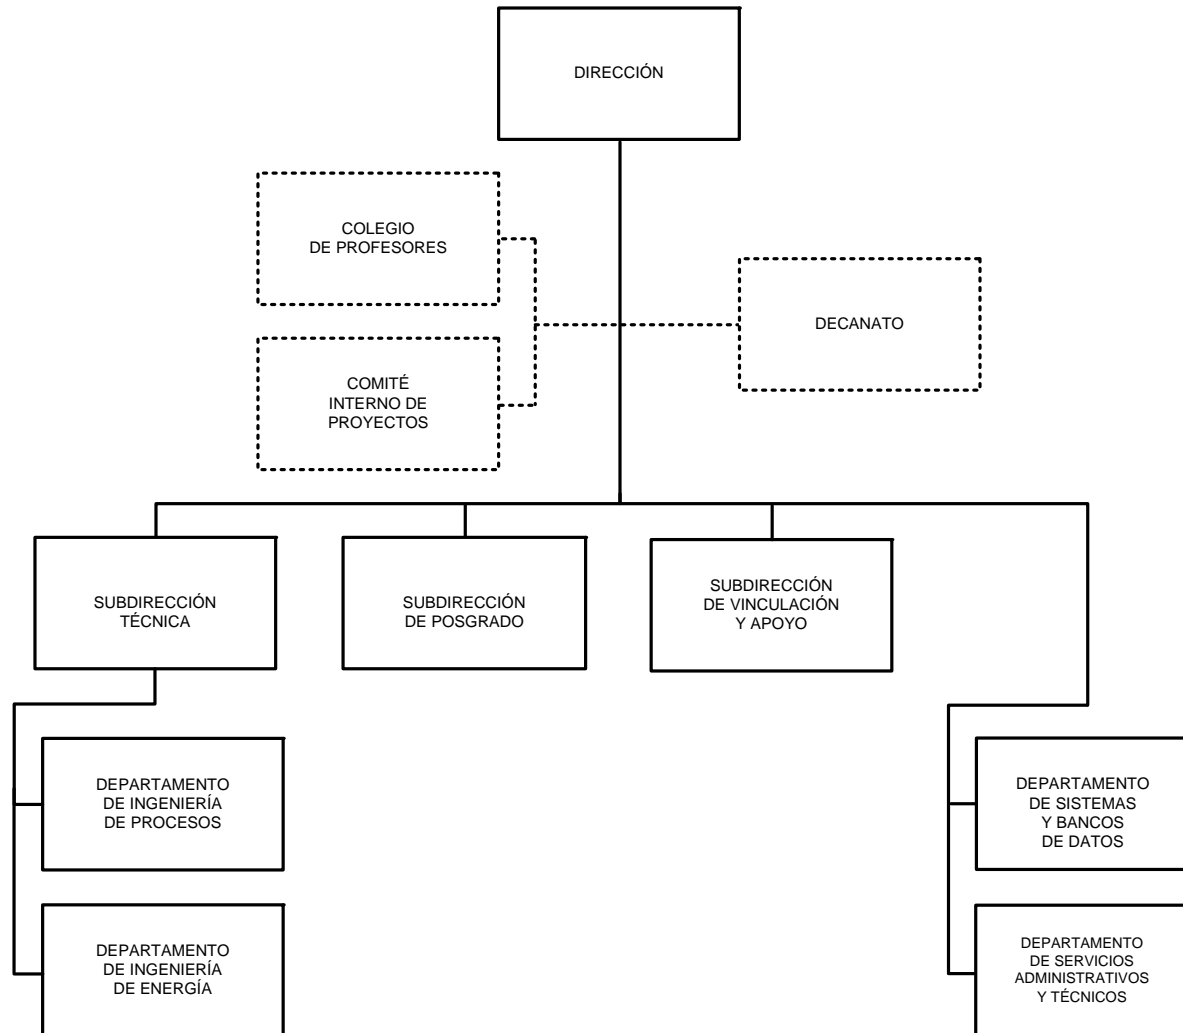 DIRECCIÓN
COLEGIO
DE PROFESORES
DECANATO
COMITÉ
INTERNO DE
PROYECTOS
SUBDIRECCIÓN
TÉCNICA
SUBDIRECCIÓN
DE POSGRADO
SUBDIRECCIÓN
DE VINCULACIÓN
Y APOYO
DEPARTAMENTO
DE INGENIERÍA
DE PROCESOS
DEPARTAMENTO
DE SISTEMAS
Y BANCOS
DE DATOS
DEPARTAMENTO
DE INGENIERÍA
DE ENERGÍA
DEPARTAMENTO
DE SERVICIOS
ADMINISTRATIVOS
Y TÉCNICOS